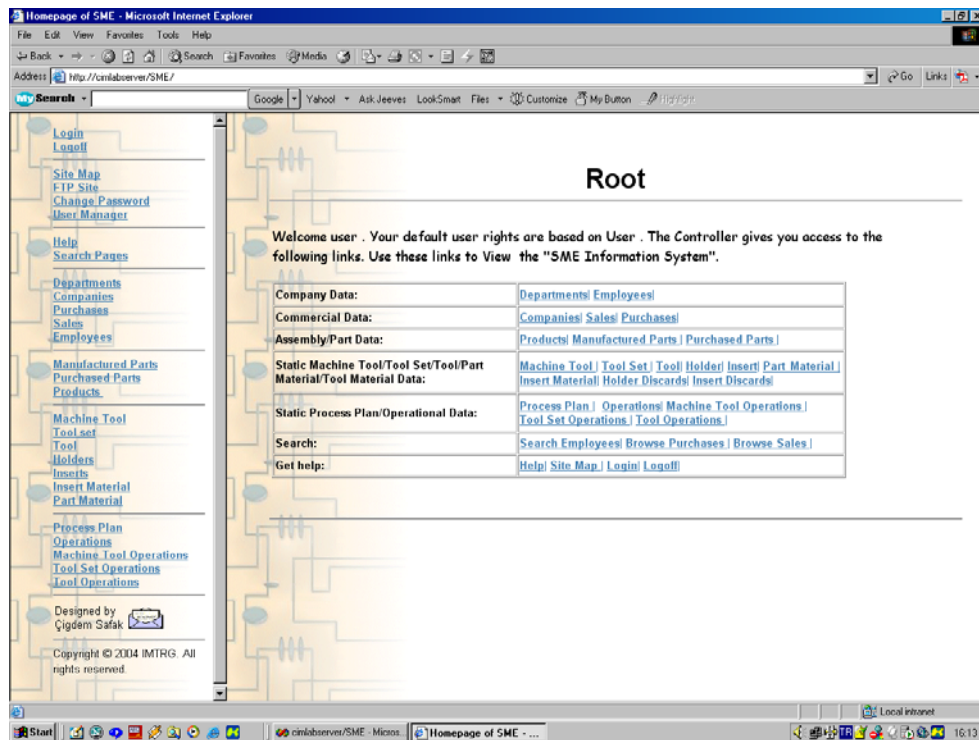 Homepage of SME - Microsoft Internet Explorer
File Edit View Favorites Tools Help
Back Search Favorites Media
Address http://cimlabserver/SME/ Go Links
My Search Google Yahoo! Ask Jeeves LookSmart Files Customize My Button Highlight
Login
Logoff
Site Map
FTP Site
Change Password
User Manager
Help
Search Pages
Departments
Companies
Purchases
Sales
Employees
Manufactured Parts
Purchased Parts
Products
Machine Tool
Tool set
Tool
Holders
Inserts
Insert Material
Part Material
Process Plan
Operations
Machine Tool Operations
Tool Set Operations
Tool Operations
Designed by
Çigdem Safak
Copyright © 2004 IMTRG. All
rights reserved.
Root
Welcome user . Your default user rights are based on User . The Controller gives you access to the
following links. Use these links to View the "SME Information System".
Company Data: Departments| Employees|
Commercial Data: Companies| Sales| Purchases|
Assembly/Part Data: Products| Manufactured Parts | Purchased Parts |
Static Machine Tool/Tool Set/Tool/Part
Material/Tool Material Data:
Machine Tool | Tool Set | Tool| Holder| Insert| Part Material |
Insert Material| Holder Discards| Insert Discards|
Static Process Plan/Operational Data:
Process Plan | Operations| Machine Tool Operations |
Tool Set Operations | Tool Operations |
Search: Search Employees| Browse Purchases | Browse Sales |
Get help: Help| Site Map | Login| Logoff|
Local intranet
Start cimlabserver/SME - Micros... Homepage of SME - ... TR 16:12